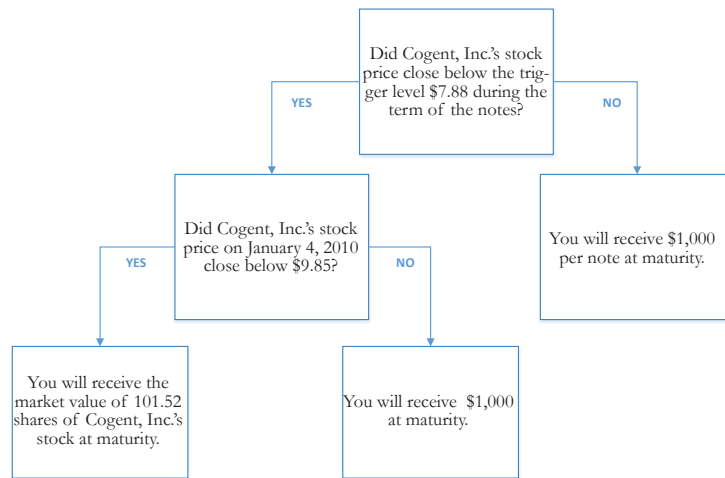 Did Cogent, Inc.'s stock
price close below the trig-
ger level $7.88 during the
term of the notes?
YES
NO
Did Cogent, Inc.'s stock
price on January 4, 2010
close below $9.85?
You will receive $1,000
per note at maturity.
YES
NO
You will receive the
market value of 101.52
shares of Cogent, Inc.'s
stock at maturity.
You will receive $1,000
at maturity.